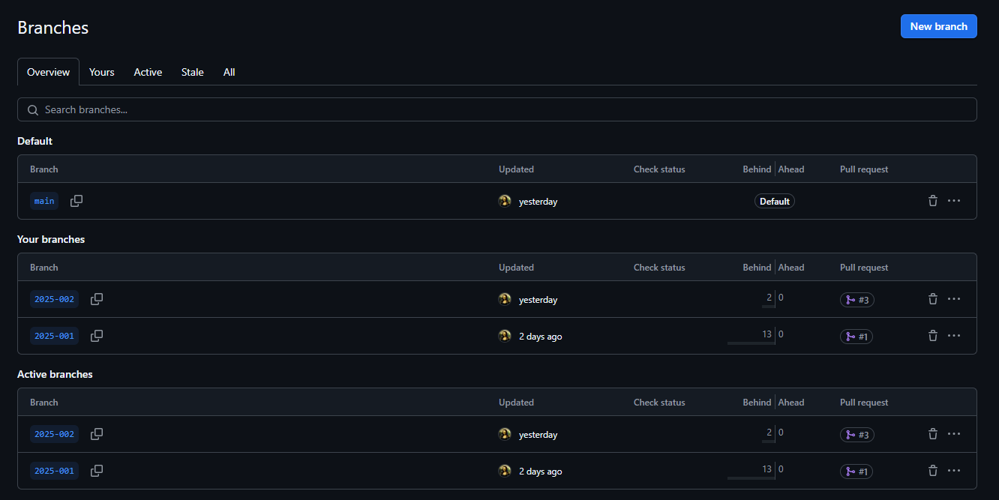 Branches
New branch
Overview Yours Active Stale All
Search branches...
Default
Branch Updated Check status Behind Ahead Pull request
main yesterday Default
Your branches
Branch Updated Check status Behind Ahead Pull request
2025-002 yesterday 2 0 #3
2025-001 2 days ago 13 0 #1
Active branches
Branch Updated Check status Behind Ahead Pull request
2025-002 yesterday 2 0 #3
2025-001 2 days ago 13 0 #1